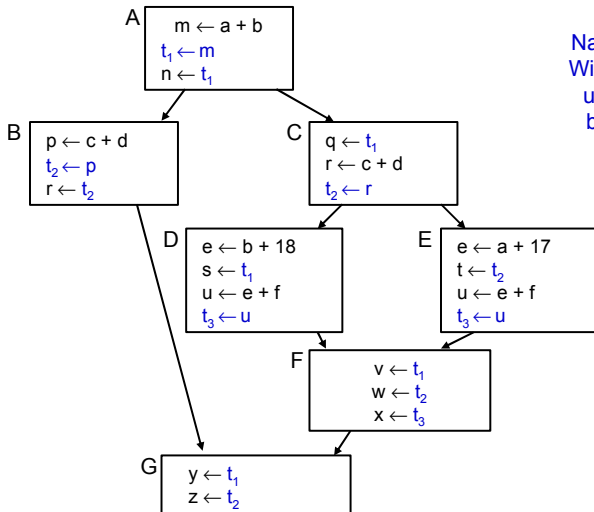 A
m ← a + b
t₁ ← m
n ← t₁
B
p ← c + d
t₂ ← p
r ← t₂
C
q ← t₁
r ← c + d
t₂ ← r
D
e ← b + 18
s ← t₁
u ← e + f
t₃ ← u
E
e ← a + 17
t ← t₂
u ← e + f
t₃ ← u
F
v ← t₁
w ← t₂
x ← t₃
G
y ← t₁
z ← t₂